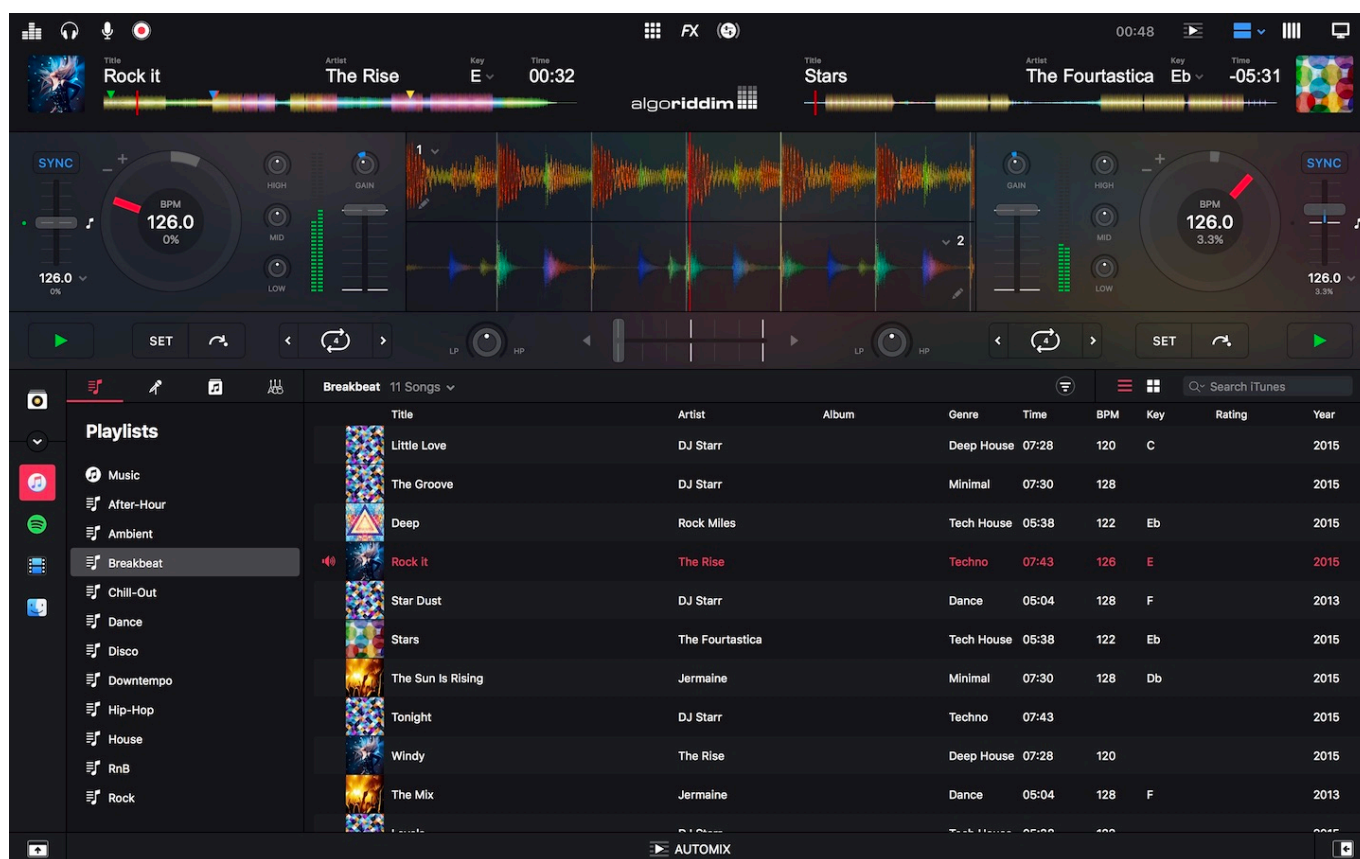 FX
00:48
Title Artist Key Time
Rock it The Rise E 00:32
Title Artist Key Time
Stars The Fourtastica Eb -05:31
algoriddim
SYNC
HIGH
GAIN
MID
LOW
BPM
126.0
0%
126.0
0%
1
2
GAIN
HIGH
MID
LOW
BPM
126.0
3.3%
SYNC
126.0
3.3%
SET
4
LP HP
LP HP
4
SET
Breakbeat 11 Songs
Search iTunes
Playlists
Music
After-Hour
Ambient
Breakbeat
Chill-Out
Dance
Disco
Downtempo
Hip-Hop
House
RnB
Rock
Title Artist Album Genre Time BPM Key Rating Year
Little Love DJ Starr Deep House 07:28 120 C 2015
The Groove DJ Starr Minimal 07:30 128 2015
Deep Rock Miles Tech House 05:38 122 Eb 2015
Rock it The Rise Techno 07:43 126 E 2015
Star Dust DJ Starr Dance 05:04 128 F 2013
Stars The Fourtastica Tech House 05:38 122 Eb 2015
The Sun Is Rising Jermaine Minimal 07:30 128 Db 2015
Tonight DJ Starr Techno 07:43 2015
Windy The Rise Deep House 07:28 120 2015
The Mix Jermaine Dance 05:04 128 F 2013
AUTOMIX